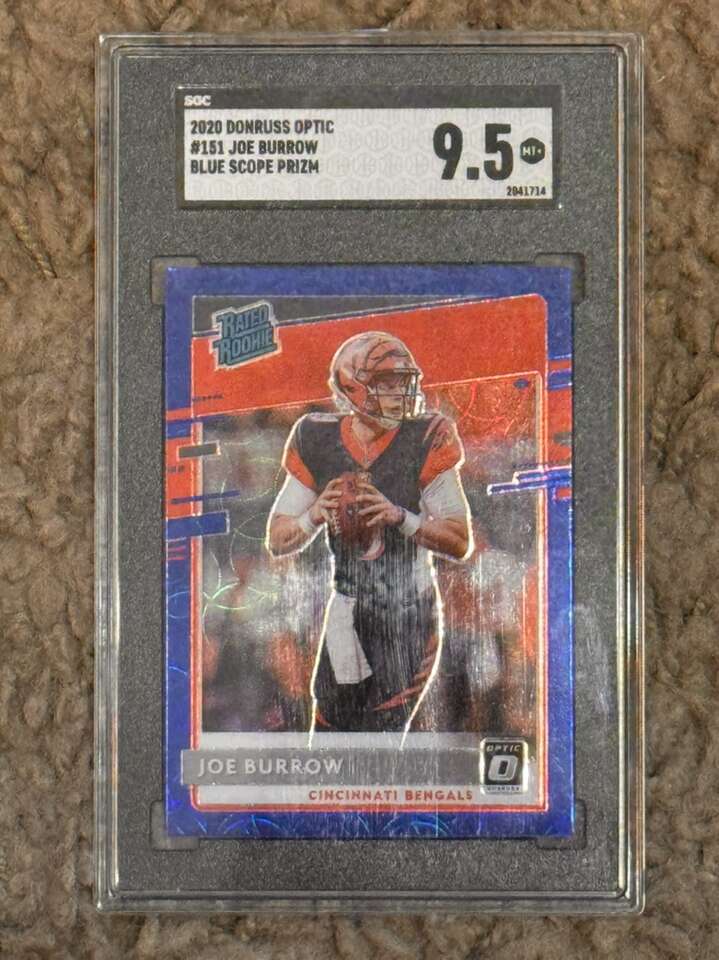 SGC
2020 DONRUSS OPTIC
#151 JOE BURROW
BLUE SCOPE PRIZM
9.5
MT+
2041714
RATED
ROOKIE
JOE BURROW
CINCINNATI BENGALS
OPTIC